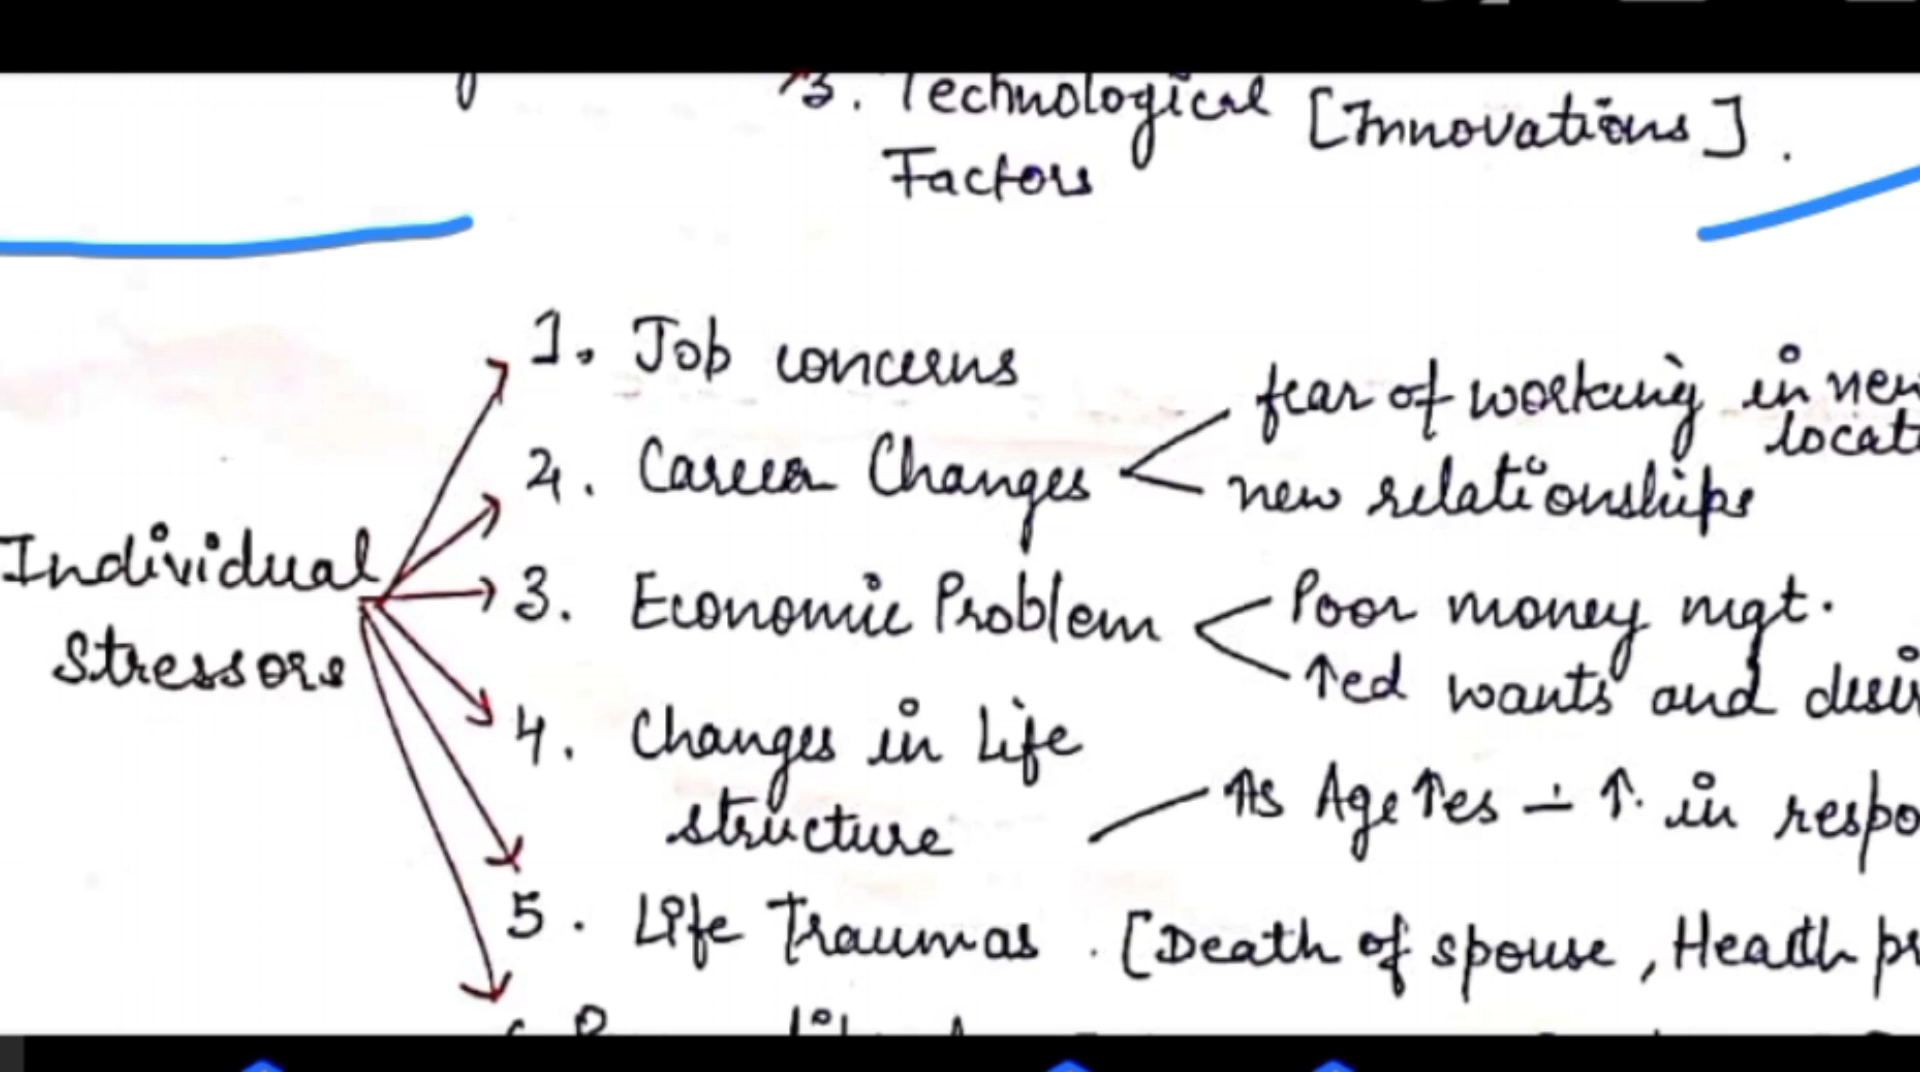 3. Technological [Innovations].
Factors
1. Job concerns
2. Career Changes
fear of working in
new relationships
3. Economic Problem
Poor money mgt.
↑ed wants and
Individual
Stressors
4. Changes in Life
structure
As Age ↑es ∸ ↑ in
5. Life Traumas. [Death of spouse, Health